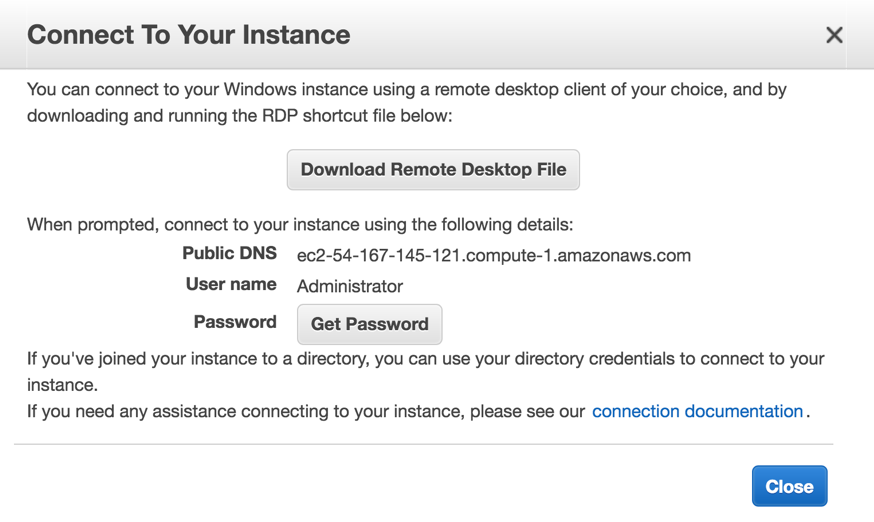 Connect To Your Instance
You can connect to your Windows instance using a remote desktop client of your choice, and by
downloading and running the RDP shortcut file below:
Download Remote Desktop File
When prompted, connect to your instance using the following details:
Public DNS ec2-54-167-145-121.compute-1.amazonaws.com
User name Administrator
Password Get Password
If you've joined your instance to a directory, you can use your directory credentials to connect to your
instance.
If you need any assistance connecting to your instance, please see our connection documentation.
Close